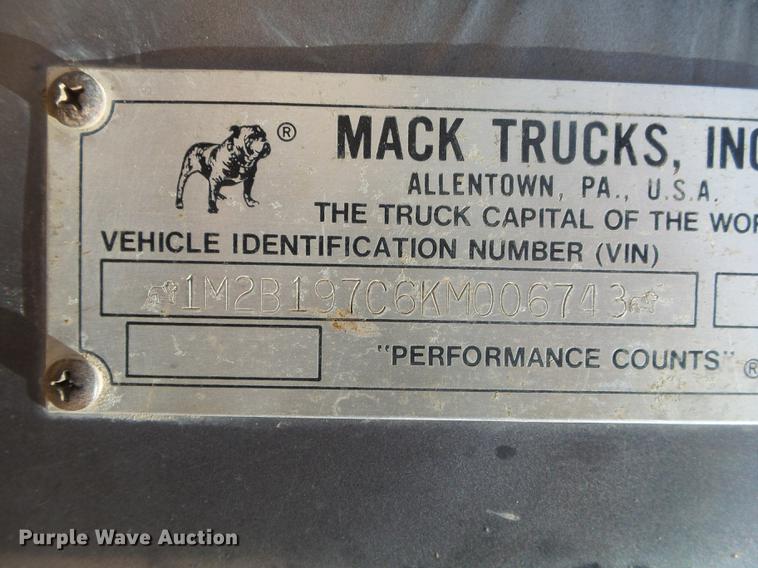 ®
MACK TRUCKS, INC
ALLENTOWN, PA., U.S.A.
THE TRUCK CAPITAL OF THE WOR
VEHICLE IDENTIFICATION NUMBER (VIN)
1M2B197C6KM006743
"PERFORMANCE COUNTS" ®
Purple Wave Auction